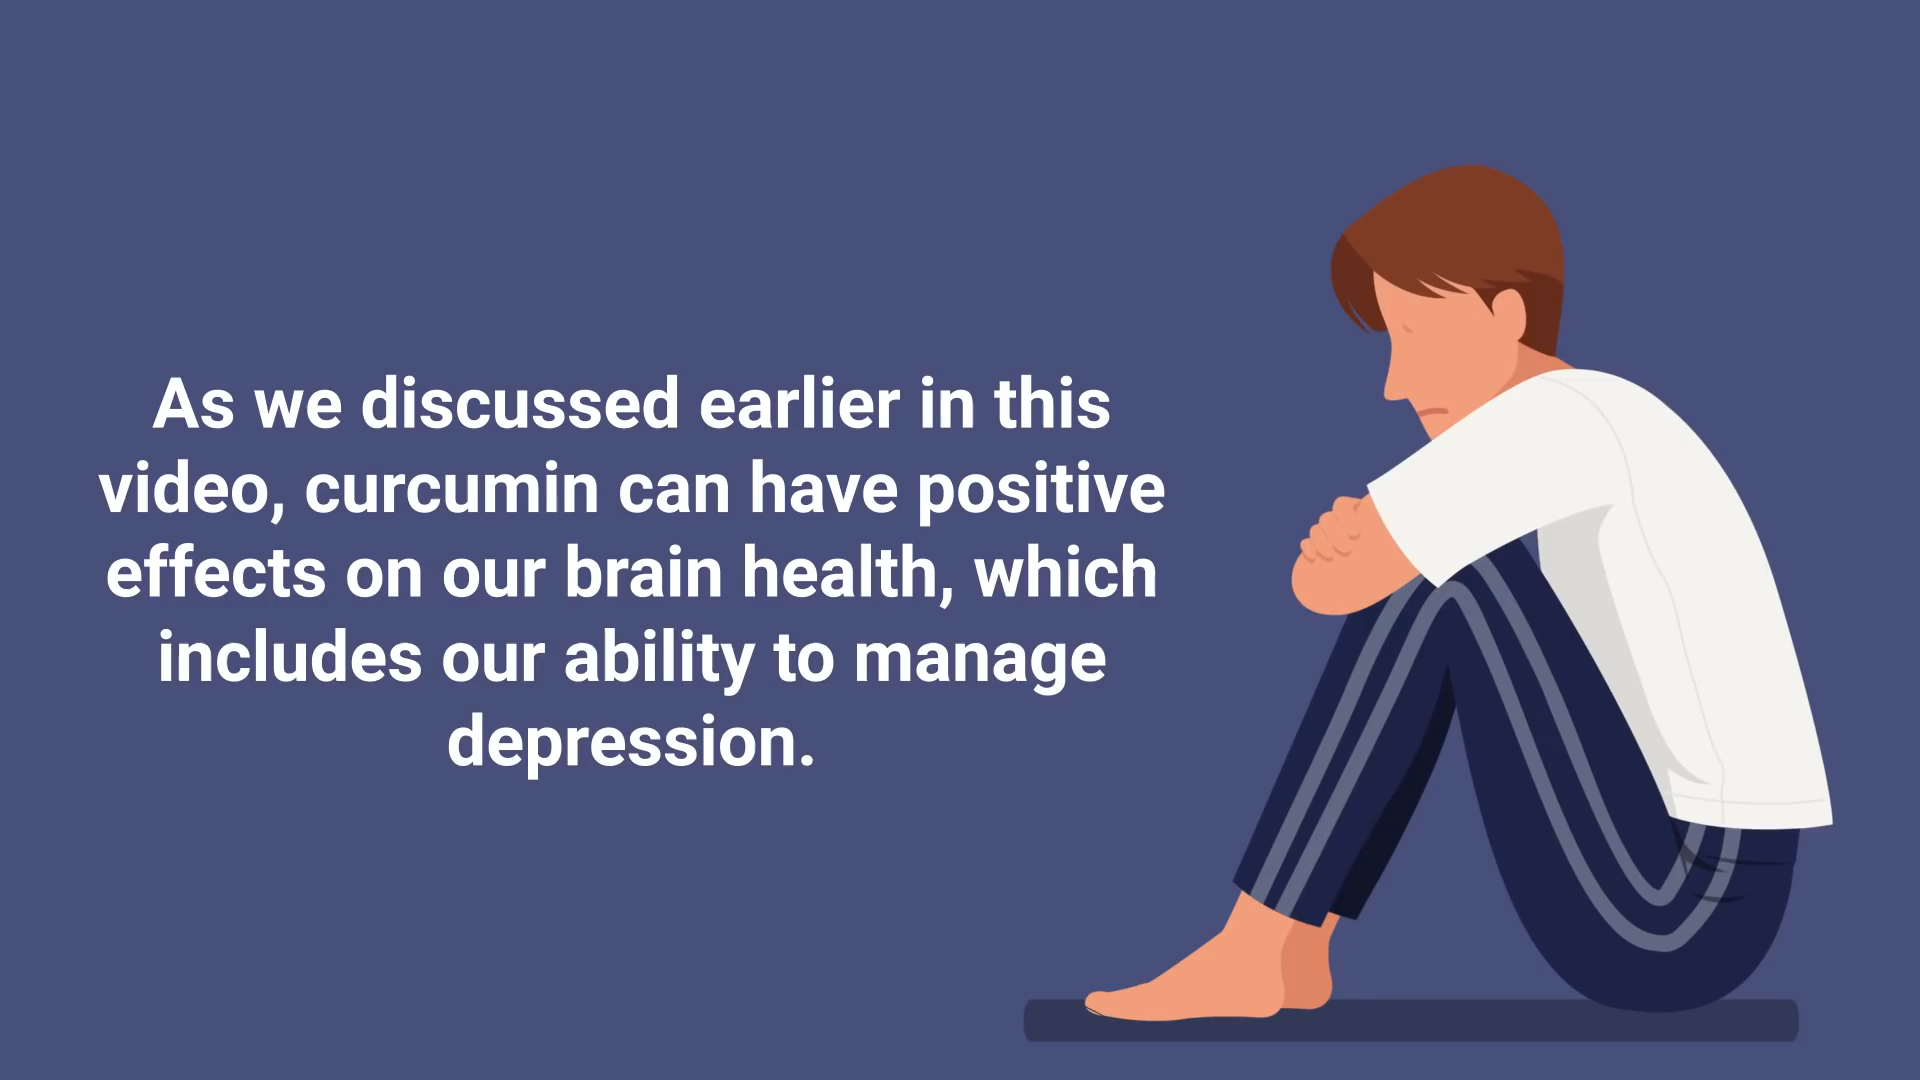 As we discussed earlier in this
video, curcumin can have positive
effects on our brain health, which
includes our ability to manage
depression.